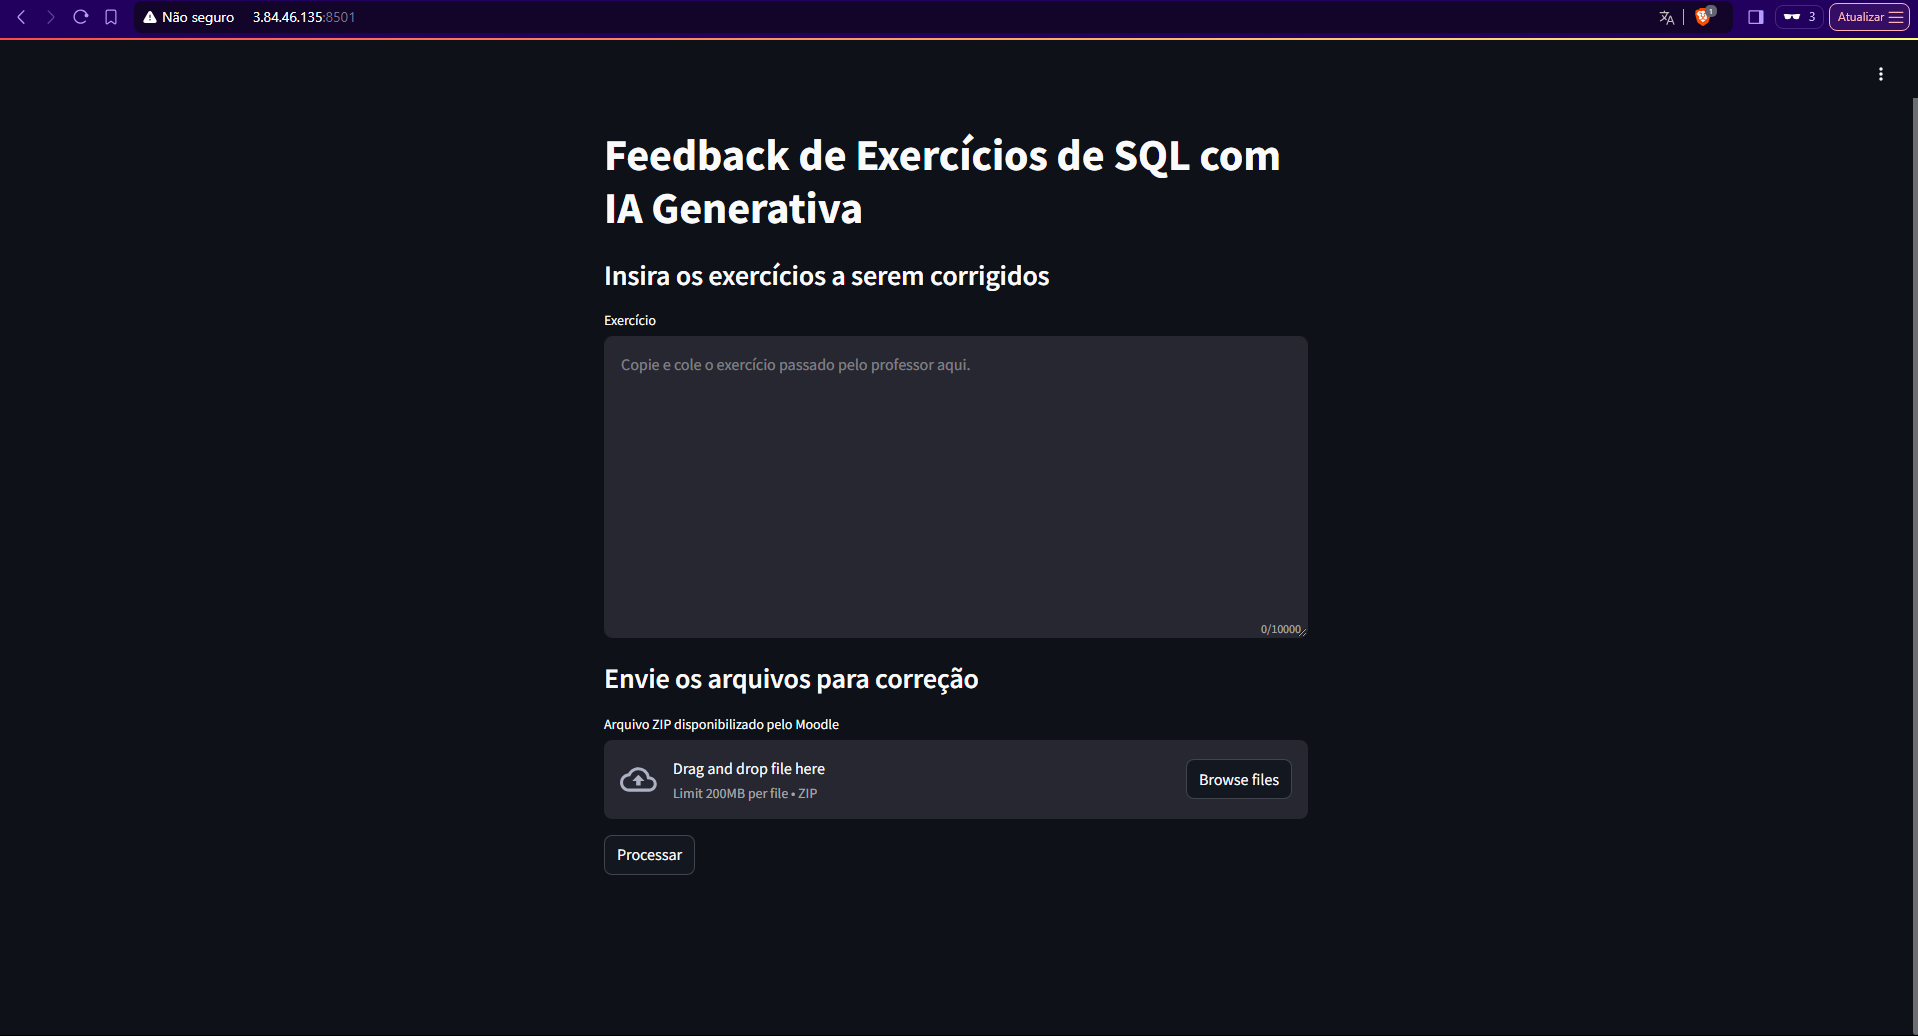 Não seguro 3.84.46.135:8501 1 3 Atualizar
Feedback de Exercícios de SQL com
IA Generativa
Insira os exercícios a serem corrigidos
Exercício
Copie e cole o exercício passado pelo professor aqui.
0/10000
Envie os arquivos para correção
Arquivo ZIP disponibilizado pelo Moodle
Drag and drop file here
Limit 200MB per file • ZIP
Browse files
Processar